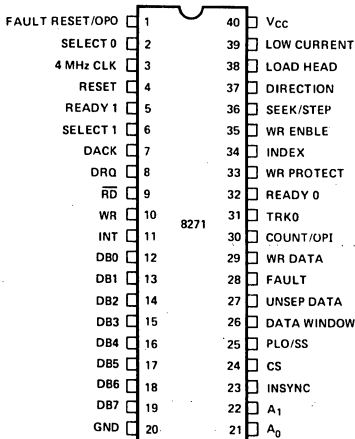 FAULT RESET/OPO 1 40 VCC
SELECT 0 2 39 LOW CURRENT
4 MHz CLK 3 38 LOAD HEAD
RESET 4 37 DIRECTION
READY 1 5 36 SEEK/STEP
SELECT 1 6 35 WR ENBLE
DACK 7 34 INDEX
DRQ 8 33 WR PROTECT
RD 9 32 READY 0
WR 10 31 TRK0
8271
INT 11 30 COUNT/OPI
DB0 12 29 WR DATA
DB1 13 28 FAULT
DB2 14 27 UNSEP DATA
DB3 15 26 DATA WINDOW
DB4 16 25 PLO/SS
DB5 17 24 CS
DB6 18 23 INSYNC
DB7 19 22 A1
GND 20 21 A0